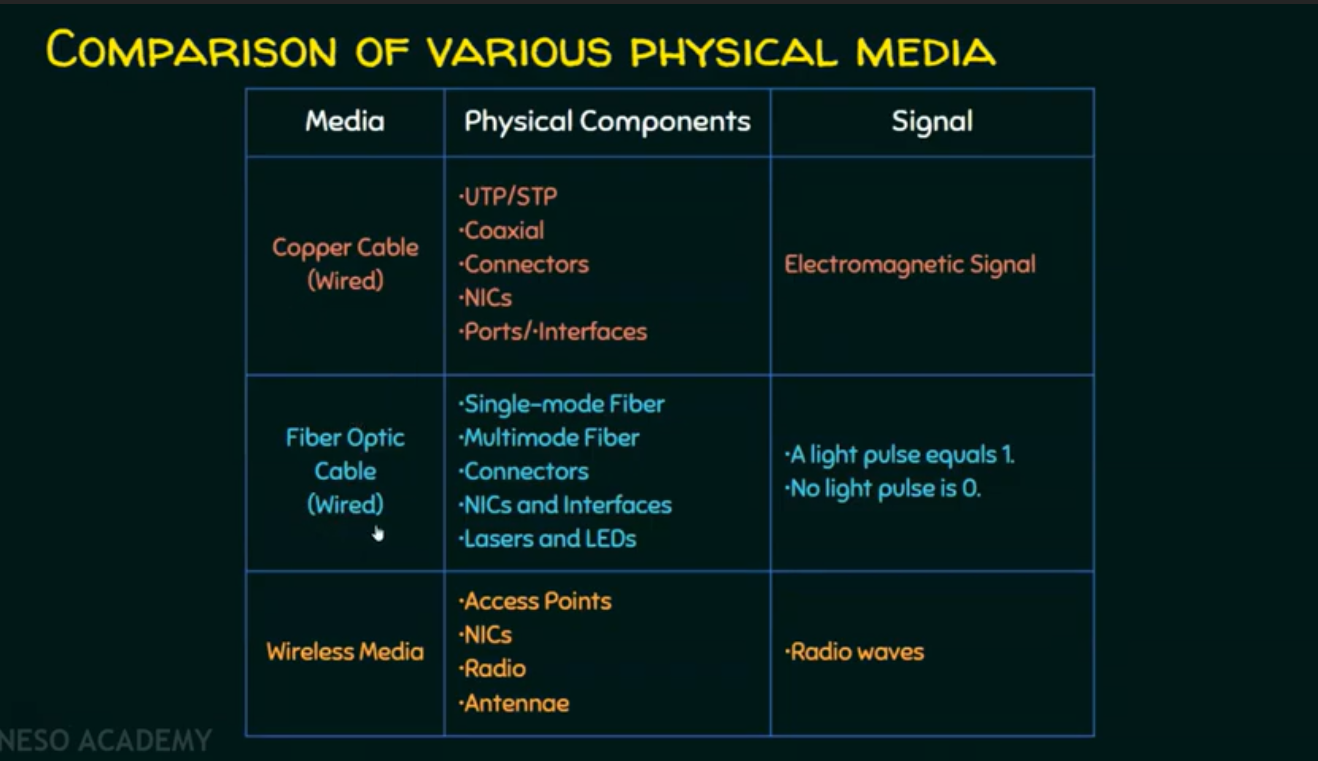 COMPARISON OF VARIOUS PHYSICAL MEDIA
Media
Physical Components
Signal
Copper Cable
(Wired)
·UTP/STP
·Coaxial
·Connectors
·NICs
·Ports/·Interfaces
Electromagnetic Signal
Fiber Optic
Cable
(Wired)
·Single-mode Fiber
·Multimode Fiber
·Connectors
·NICs and Interfaces
·Lasers and LEDs
·A light pulse equals 1.
·No light pulse is 0.
Wireless Media
·Access Points
·NICs
·Radio
·Antennae
·Radio waves
NESO ACADEMY